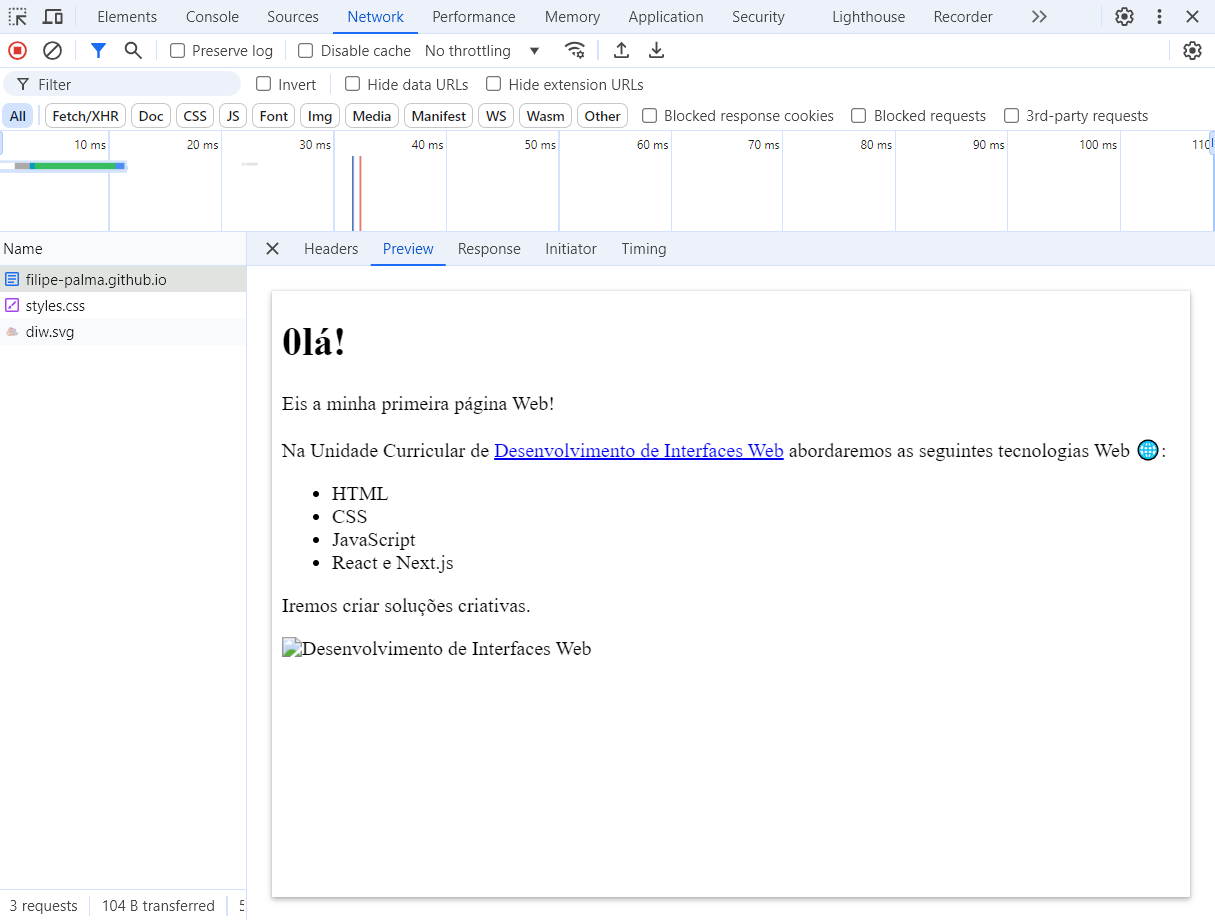 Elements Console Sources Network Performance Memory Application Security Lighthouse Recorder
Preserve log Disable cache No throttling
Filter Invert Hide data URLs Hide extension URLs
All Fetch/XHR Doc CSS JS Font Img Media Manifest WS Wasm Other Blocked response cookies Blocked requests 3rd-party requests
10 ms 20 ms 30 ms 40 ms 50 ms 60 ms 70 ms 80 ms 90 ms 100 ms 110
Name
Headers Preview Response Initiator Timing
filipe-palma.github.io
styles.css
diw.svg
0lá!
Eis a minha primeira página Web!
Na Unidade Curricular de Desenvolvimento de Interfaces Web abordaremos as seguintes tecnologias Web 🌐:
• HTML
• CSS
• JavaScript
• React e Next.js
Iremos criar soluções criativas.
Desenvolvimento de Interfaces Web
3 requests 104 B transferred